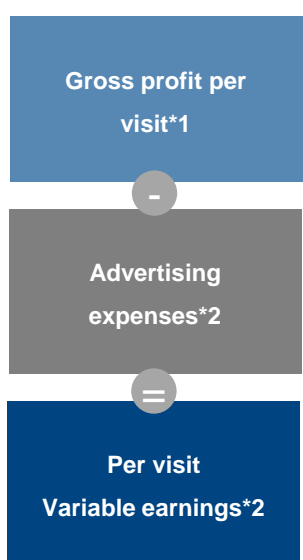 Gross profit per
visit*1
-
Advertising
expenses*2
=
Per visit
Variable earnings*2